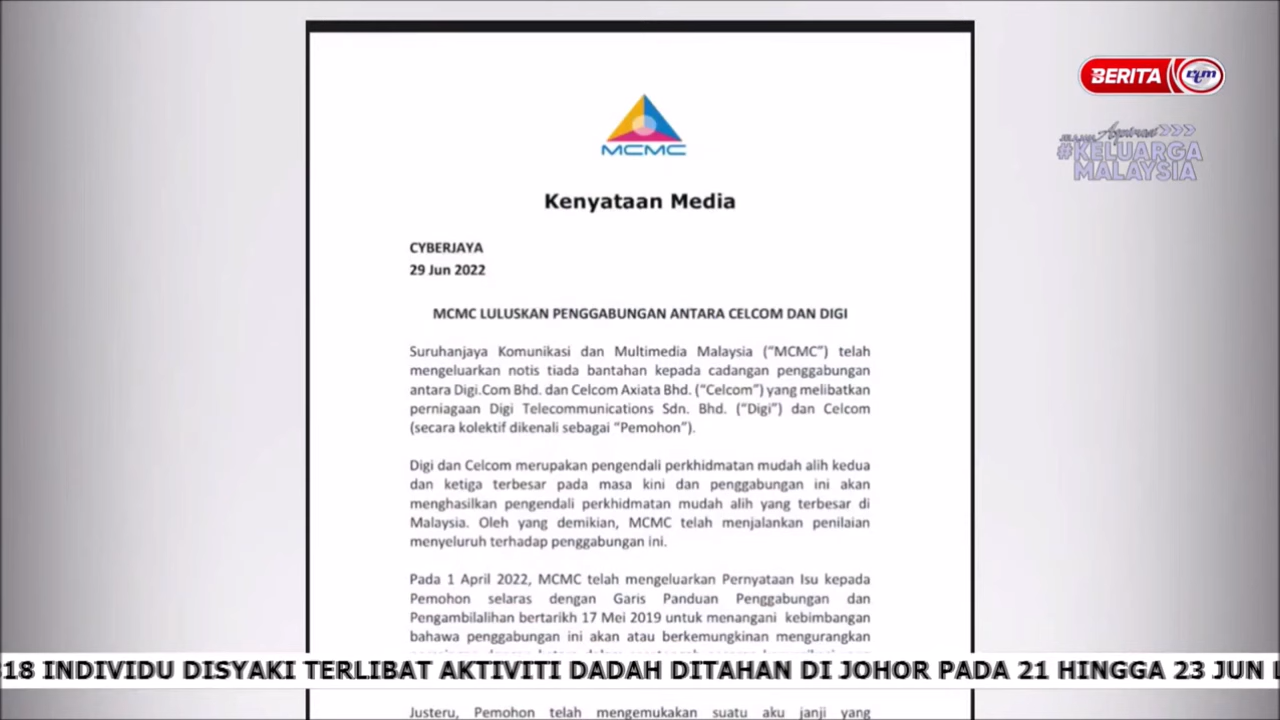 BERITA rtm
Aspirasi
#KELUARGA
MALAYSIA
MCMC
Kenyataan Media
CYBERJAYA
29 Jun 2022
MCMC LULUSKAN PENGGABUNGAN ANTARA CELCOM DAN DIGI
Suruhanjaya Komunikasi dan Multimedia Malaysia (“MCMC”) telah
mengeluarkan notis tiada bantahan kepada cadangan penggabungan
antara Digi.Com Bhd. dan Celcom Axiata Bhd. (“Celcom”) yang melibatkan
perniagaan Digi Telecommunications Sdn. Bhd. (“Digi”) dan Celcom
(secara kolektif dikenali sebagai “Pemohon”).
Digi dan Celcom merupakan pengendali perkhidmatan mudah alih kedua
dan ketiga terbesar pada masa kini dan penggabungan ini akan
menghasilkan pengendali perkhidmatan mudah alih yang terbesar di
Malaysia. Oleh yang demikian, MCMC telah menjalankan penilaian
menyeluruh terhadap penggabungan ini.
Pada 1 April 2022, MCMC telah mengeluarkan Pernyataan Isu kepada
Pemohon selaras dengan Garis Panduan Penggabungan dan
Pengambilalihan bertarikh 17 Mei 2019 untuk menangani kebimbangan
bahawa penggabungan ini akan atau berkemungkinan mengurangkan
18 INDIVIDU DISYAKI TERLIBAT AKTIVITI DADAH DITAHAN DI JOHOR PADA 21 HINGGA 23 JUN
Justeru, Pemohon telah mengemukakan suatu aku janji yang